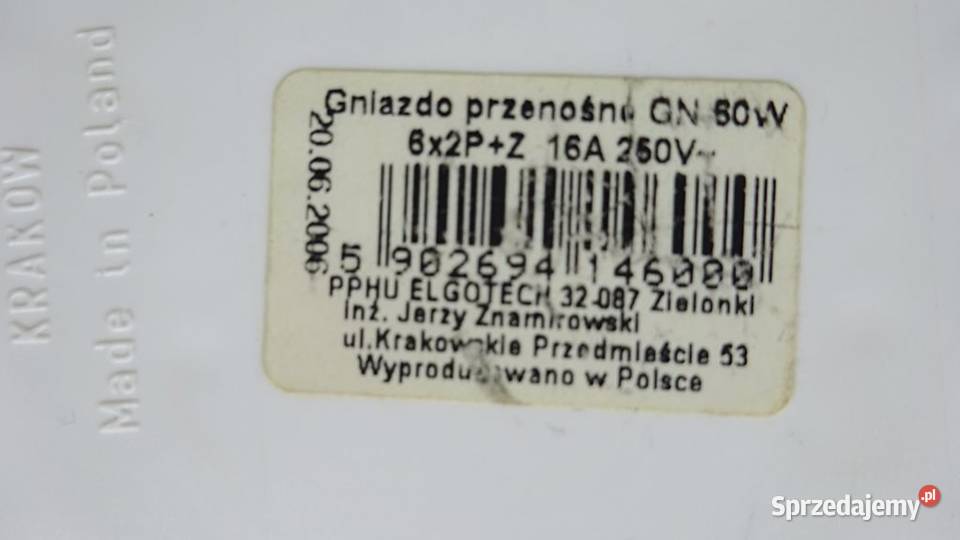 KRAKOW
Made in Poland
Gniazdo przenośne GN 60W
6x2P+Z 16A 250V~
20.06.2006
5 902694 146000
PPHU ELGOTECH 32-087 Zielonki
inż. Jerzy Znamirowski
ul.Krakowskie Przedmieście 53
Wyprodukowano w Polsce
Sprzedajemy.pl